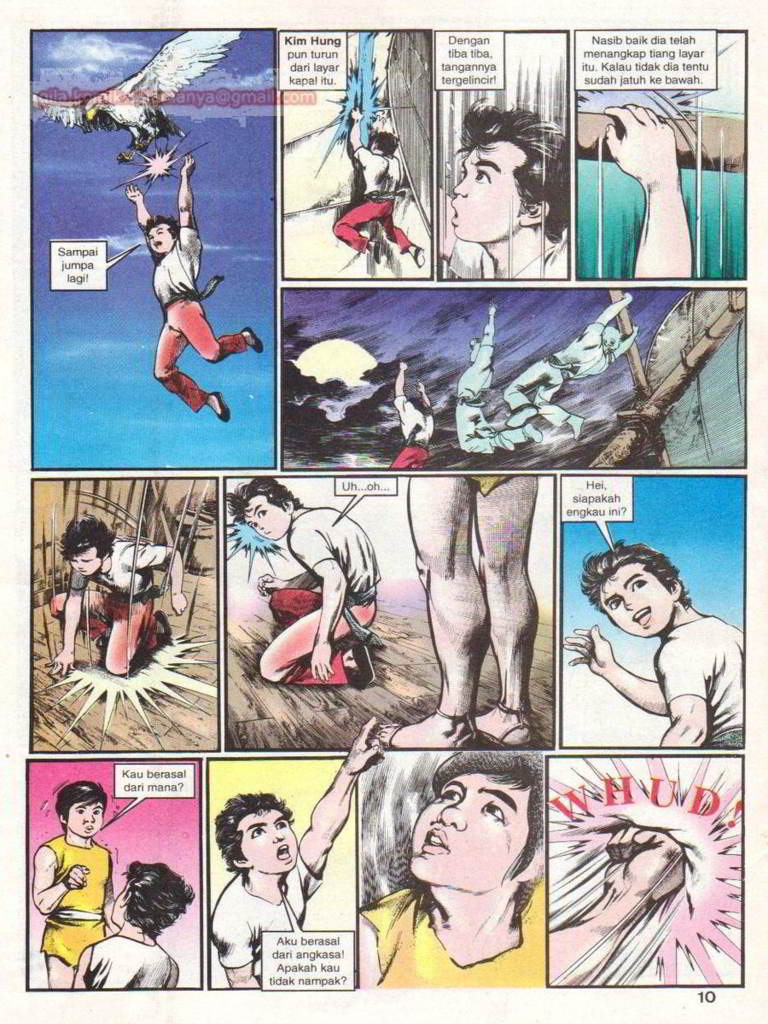 Sampai
jumpa
lagi!
Kim Hung
pun turun
dari layar
kapal itu.
Dengan
tiba tiba,
tangannya
tergelincir!
Nasib baik dia telah
menangkap tiang layar
itu. Kalau tidak dia tentu
sudah jatuh ke bawah.
Uh...oh...
Hei,
siapakah
engkau ini?
Kau berasal
dari mana?
Aku berasal
dari angkasa!
Apakah kau
tidak nampak?
WHUD!
10